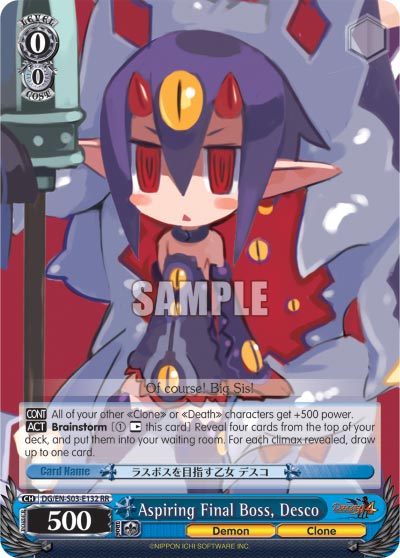 LEVEL
0
0
COST
SAMPLE
"Of course! Big Sis!"
CONT All of your other «Clone» or «Death» characters get +500 power.
ACT Brainstorm [① this card] Reveal four cards from the top of your
deck, and put them into your waiting room. For each climax revealed, draw
up to one card.
Card Name ラスボスを目指す乙女 デスコ
CH DG/EN-S03-E132 RR
500
Aspiring Final Boss, Desco
Demon Clone
©NIPPON ICHI SOFTWARE INC.